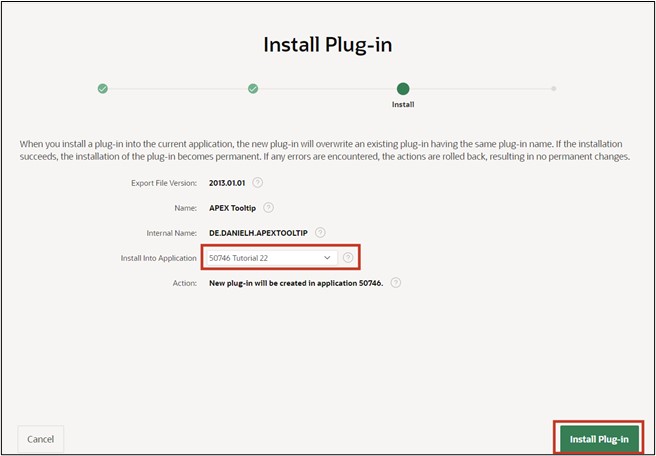 Install Plug-in
Install
When you install a plug-in into the current application, the new plug-in will overwrite an existing plug-in having the same plug-in name. If the installation
succeeds, the installation of the plug-in becomes permanent. If any errors are encountered, the actions are rolled back, resulting in no permanent changes.
Export File Version: 2013.01.01 ?
Name: APEX Tooltip ?
Internal Name: DE.DANIELH.APEXTOOLTIP ?
Install Into Application 50746 Tutorial 22 ?
Action: New plug-in will be created in application 50746. ?
Cancel Install Plug-in